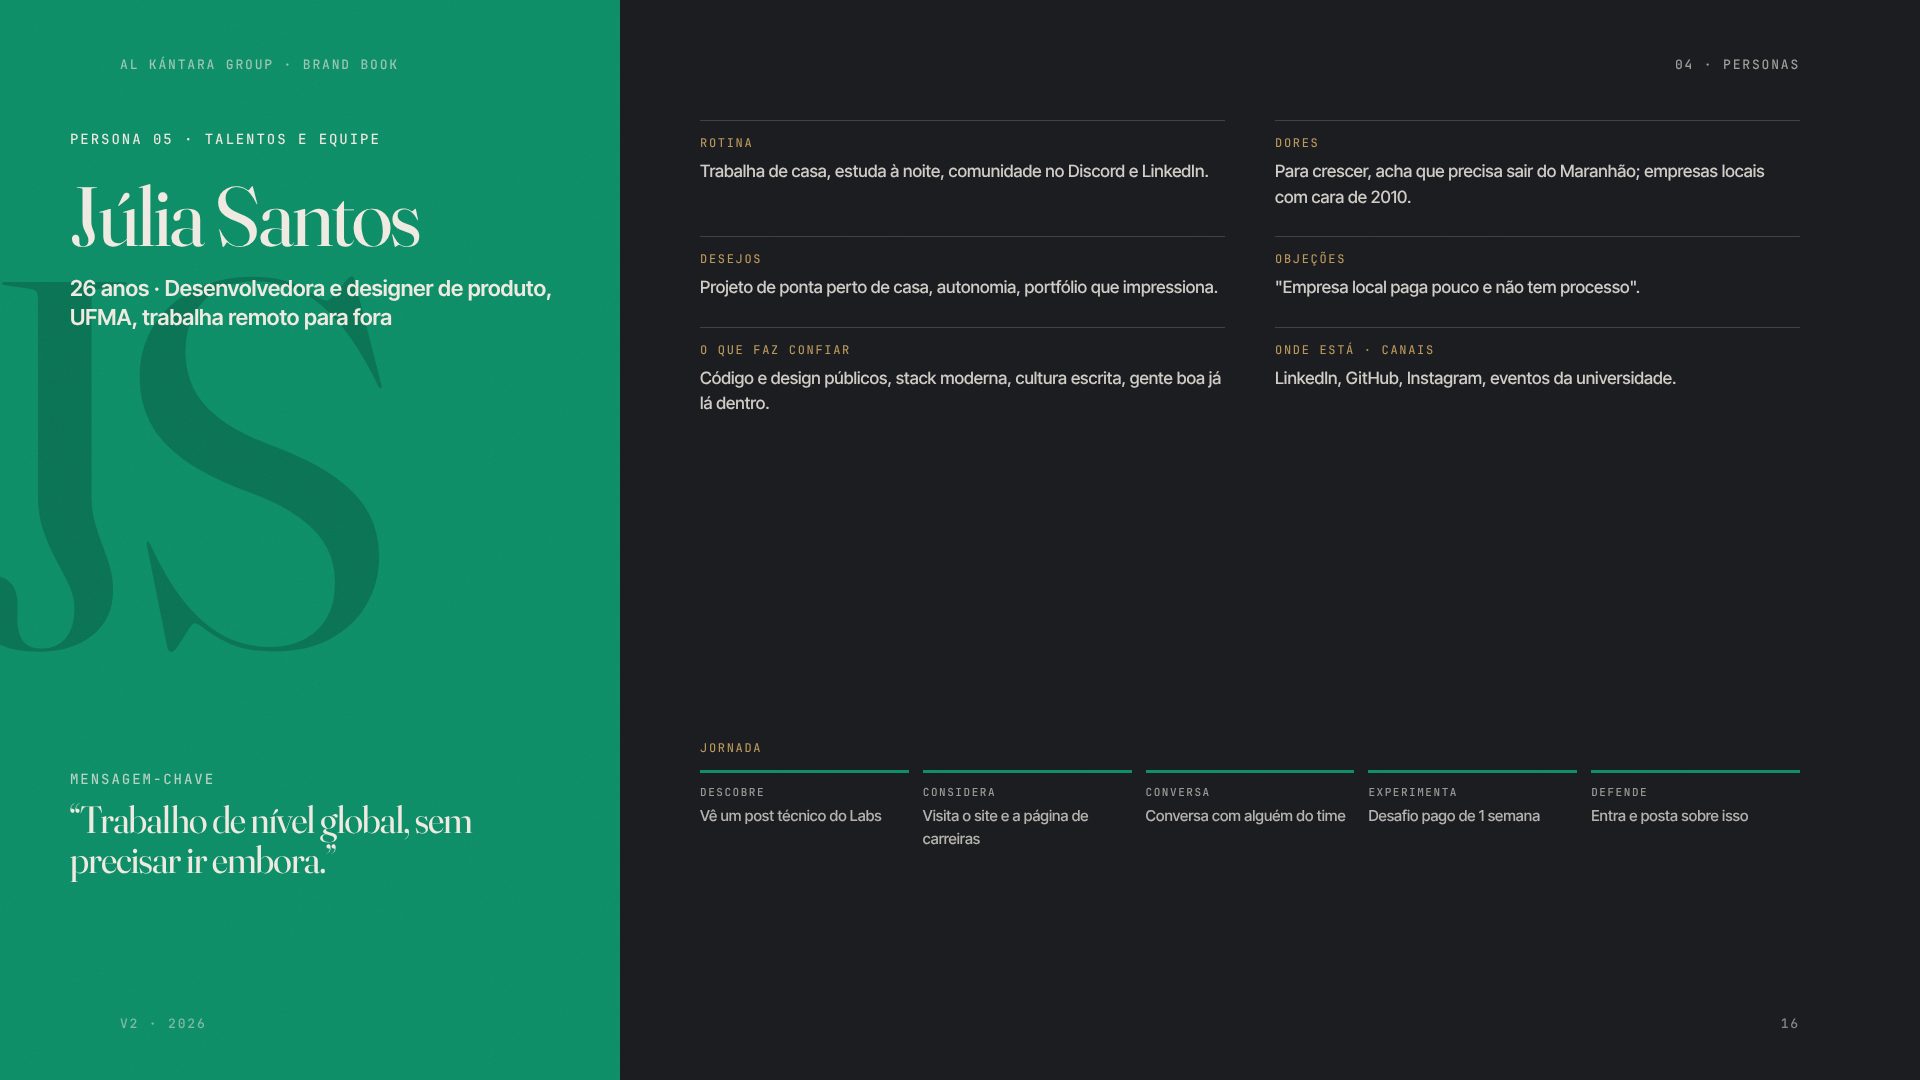 AL KÁNTARA GROUP · BRAND BOOK
04 · PERSONAS
PERSONA 05 · TALENTOS E EQUIPE
Júlia Santos
26 anos · Desenvolvedora e designer de produto,
UFMA, trabalha remoto para fora
JS
MENSAGEM-CHAVE
“Trabalho de nível global, sem
precisar ir embora.”
ROTINA
Trabalha de casa, estuda à noite, comunidade no Discord e LinkedIn.
DORES
Para crescer, acha que precisa sair do Maranhão; empresas locais
com cara de 2010.
DESEJOS
Projeto de ponta perto de casa, autonomia, portfólio que impressiona.
OBJEÇÕES
"Empresa local paga pouco e não tem processo".
O QUE FAZ CONFIAR
Código e design públicos, stack moderna, cultura escrita, gente boa já
lá dentro.
ONDE ESTÁ · CANAIS
LinkedIn, GitHub, Instagram, eventos da universidade.
JORNADA
DESCOBRE
Vê um post técnico do Labs
CONSIDERA
Visita o site e a página de
carreiras
CONVERSA
Conversa com alguém do time
EXPERIMENTA
Desafio pago de 1 semana
DEFENDE
Entra e posta sobre isso
V2 · 2026
16